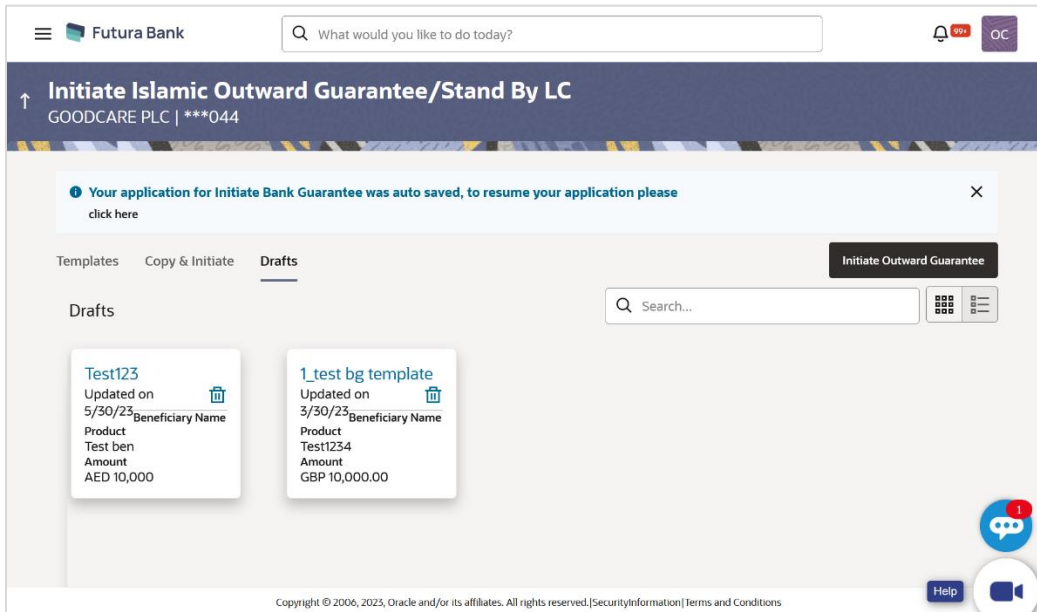 Futura Bank
What would you like to do today?
99+
OC
Initiate Islamic Outward Guarantee/Stand By LC
GOODCARE PLC | ***044
Your application for Initiate Bank Guarantee was auto saved, to resume your application please
click here
Templates Copy & Initiate Drafts
Initiate Outward Guarantee
Drafts
Search...
Test123
Updated on
5/30/23 Beneficiary Name
Product
Test ben
Amount
AED 10,000
1_test bg template
Updated on
3/30/23 Beneficiary Name
Product
Test1234
Amount
GBP 10,000.00
1
Help
Copyright © 2006, 2023, Oracle and/or its affiliates. All rights reserved.|SecurityInformation|Terms and Conditions